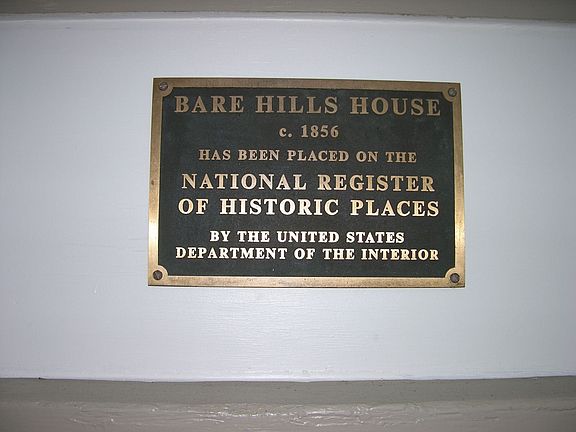 BARE HILLS HOUSE
c. 1856
HAS BEEN PLACED ON THE
NATIONAL REGISTER
OF HISTORIC PLACES
BY THE UNITED STATES
DEPARTMENT OF THE INTERIOR